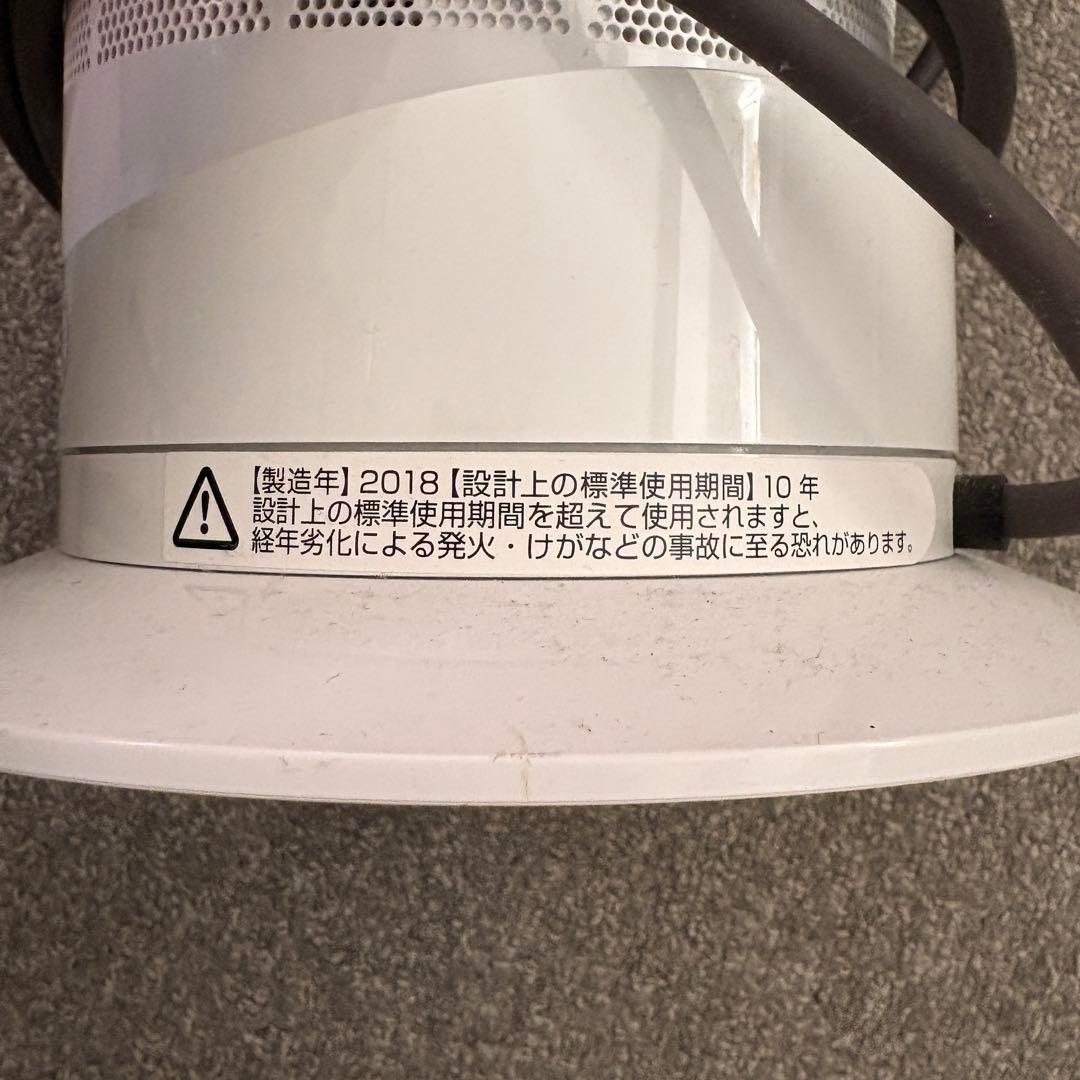 【製造年】2018【設計上の標準使用期間】10年
設計上の標準使用期間を超えて使用されますと、
経年劣化による発火・けがなどの事故に至る恐れがあります。